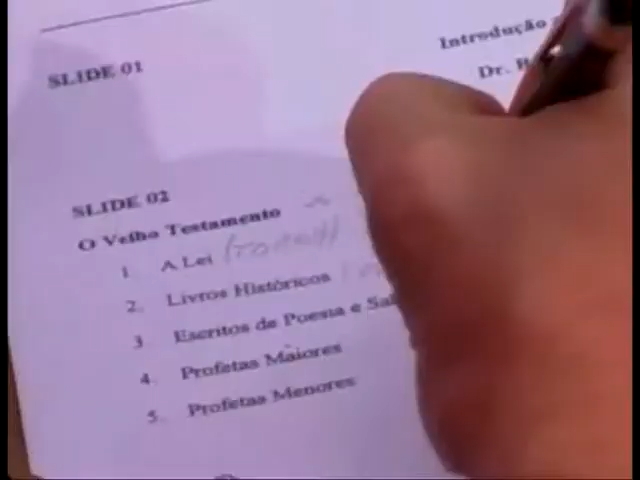 Introdução
SLIDE 01
Dr.
SLIDE 02
O Velho Testamento
1 A Lei
2. Livros Históricos
3 Escritos de Poesia e
4. Profetas Maiores
5. Profetas Menores